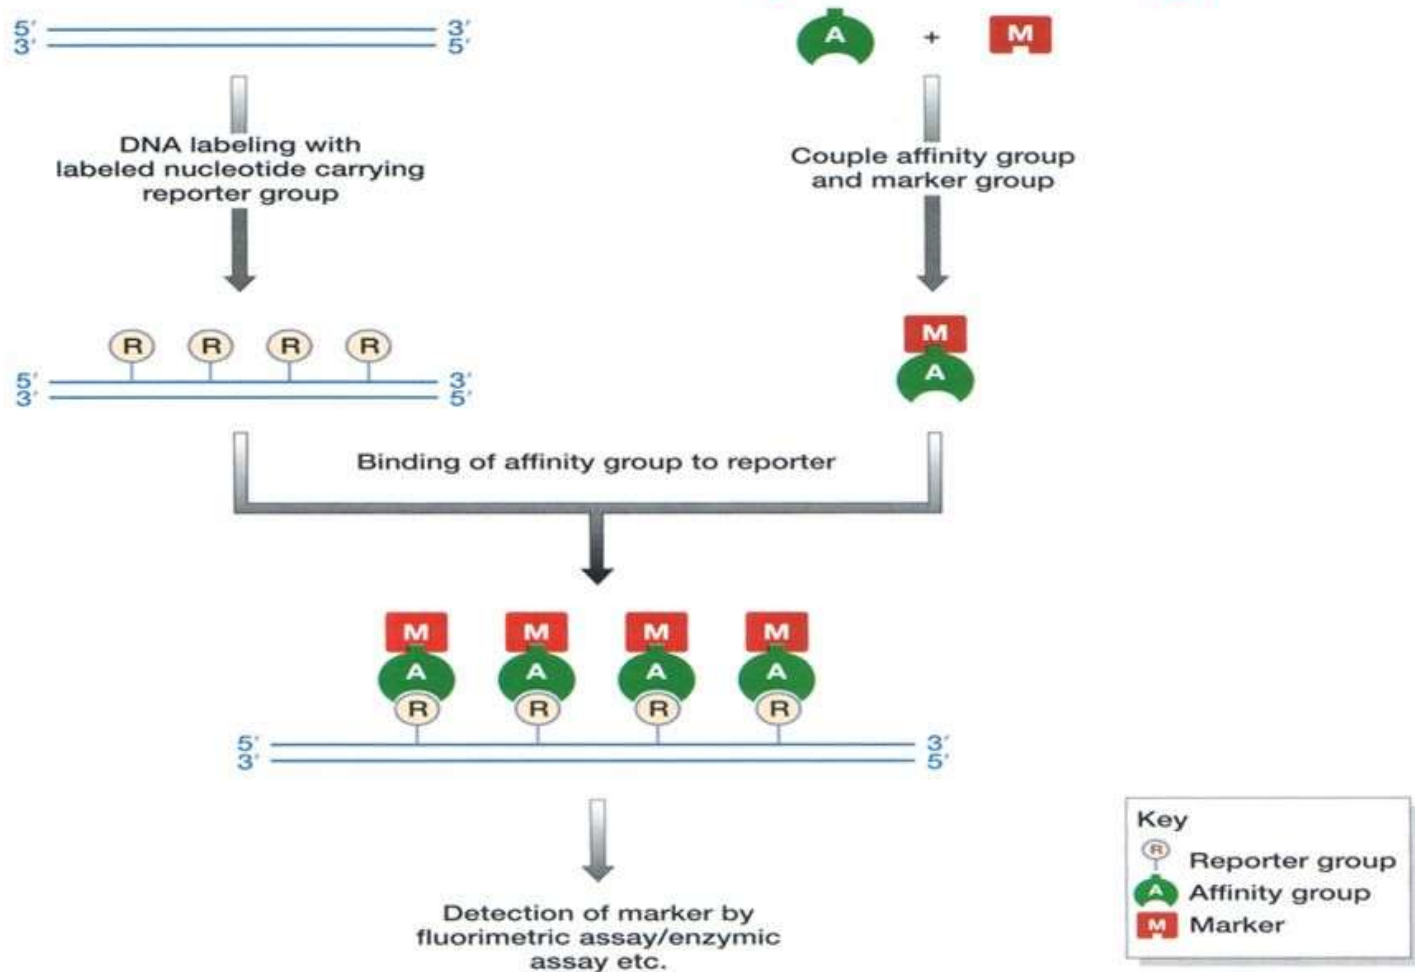 5′ 3′
3′ 5′
A + M
DNA labeling with
labeled nucleotide carrying
reporter group
Couple affinity group
and marker group
R R R R
5′ 3′
3′ 5′
M
A
Binding of affinity group to reporter
M M M M
A A A A
R R R R
5′ 3′
3′ 5′
Detection of marker by
fluorimetric assay/enzymic
assay etc.
Key
R Reporter group
A Affinity group
M Marker